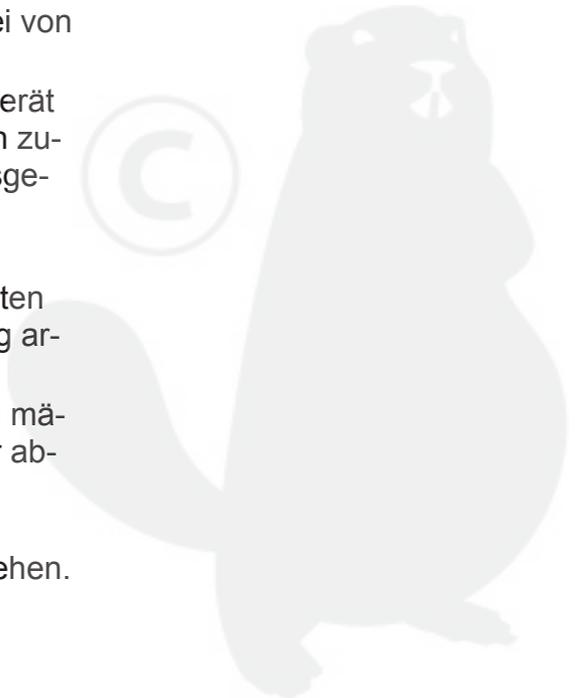 ei von
erät
n zu-
sge-
©
ten
g ar-
mä-
r ab-
ehen.